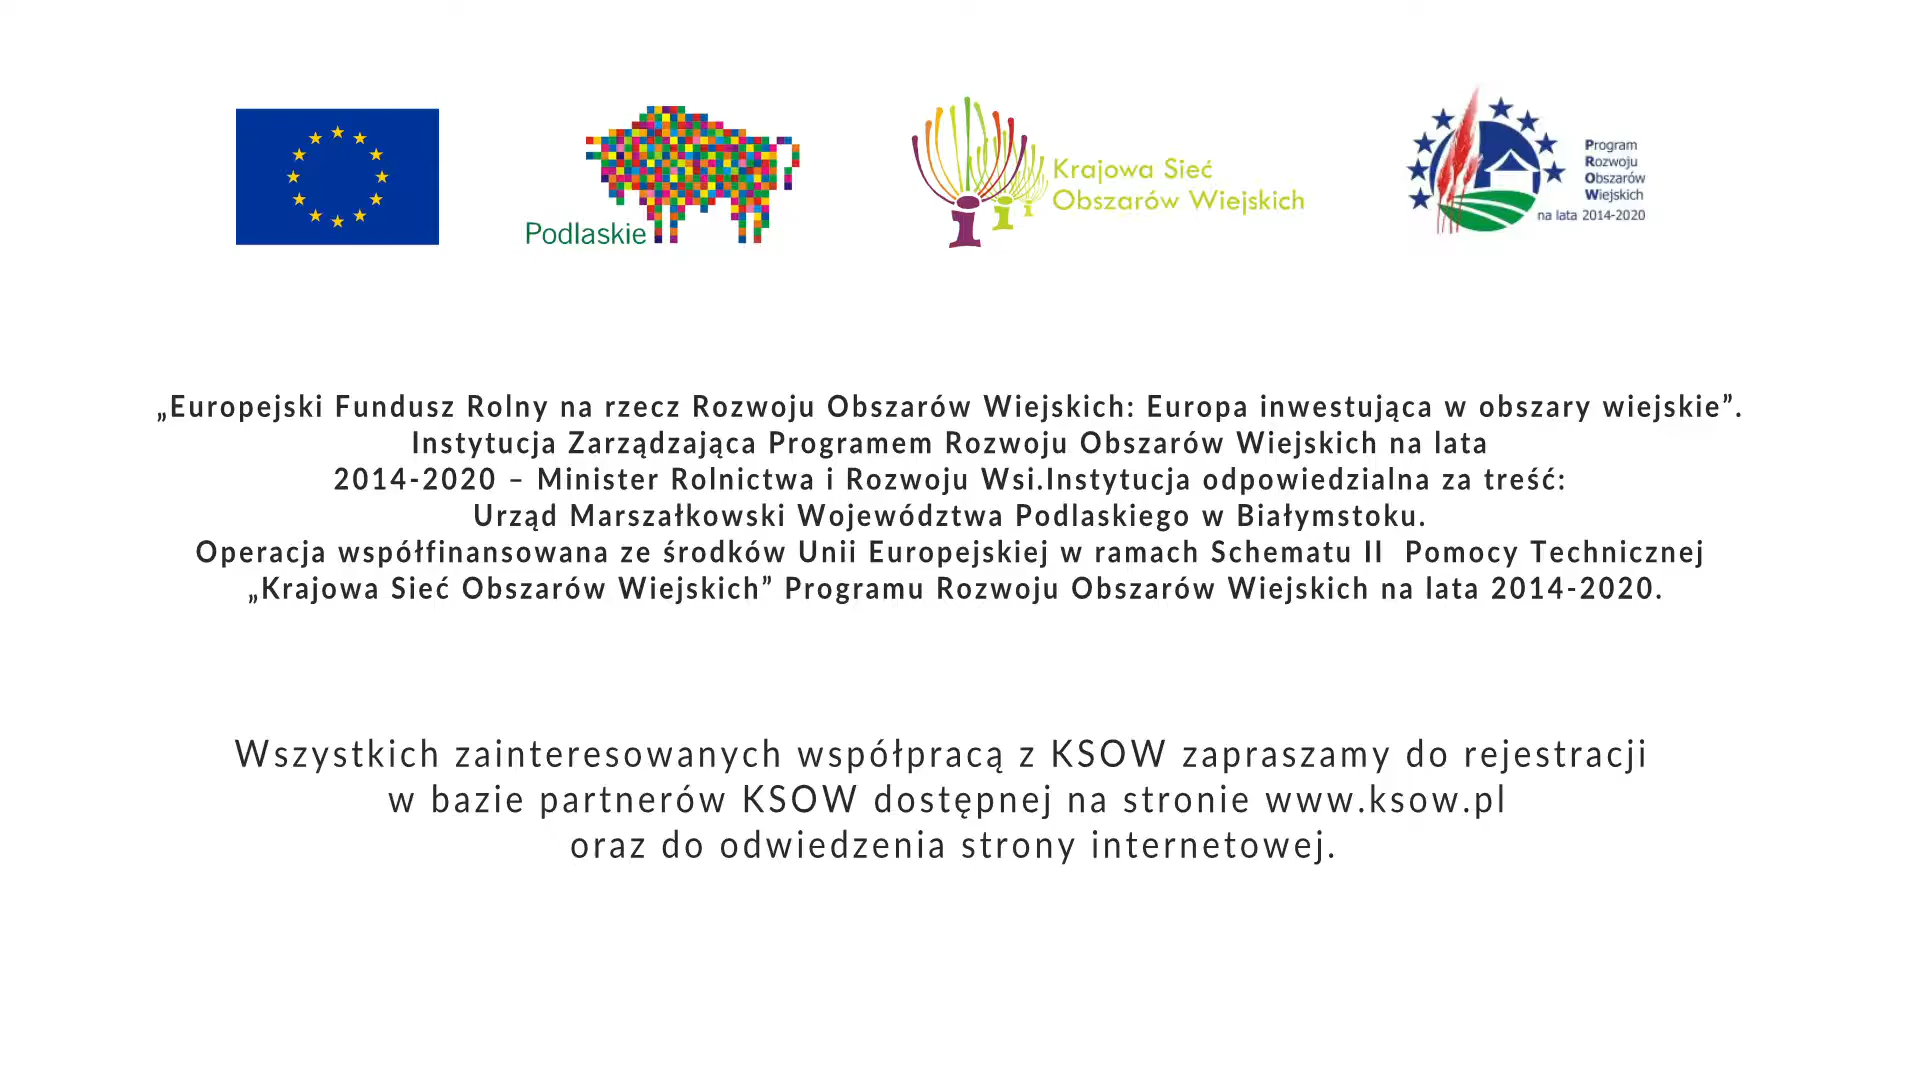 Podlaskie
Krajowa Sieć
Obszarów Wiejskich
Program
Rozwoju
Obszarów
Wiejskich
na lata 2014-2020
„Europejski Fundusz Rolny na rzecz Rozwoju Obszarów Wiejskich: Europa inwestująca w obszary wiejskie”.
Instytucja Zarządzająca Programem Rozwoju Obszarów Wiejskich na lata
2014-2020 – Minister Rolnictwa i Rozwoju Wsi.Instytucja odpowiedzialna za treść:
Urząd Marszałkowski Województwa Podlaskiego w Białymstoku.
Operacja współfinansowana ze środków Unii Europejskiej w ramach Schematu II  Pomocy Technicznej
„Krajowa Sieć Obszarów Wiejskich” Programu Rozwoju Obszarów Wiejskich na lata 2014-2020.
Wszystkich zainteresowanych współpracą z KSOW zapraszamy do rejestracji
w bazie partnerów KSOW dostępnej na stronie www.ksow.pl
oraz do odwiedzenia strony internetowej.